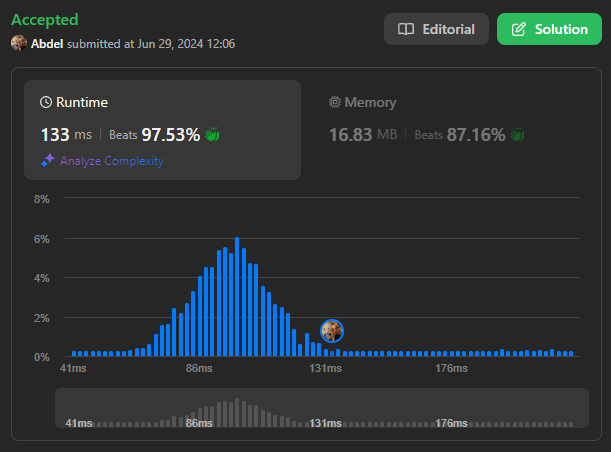 Accepted
Editorial
Solution
Abdel submitted at Jun 29, 2024 12:06
Runtime
Memory
133 ms Beats 97.53%
16.83 MB Beats 87.16%
Analyze Complexity
8%
6%
4%
2%
0%
41ms 86ms 131ms 176ms
41ms 86ms 131ms 176ms